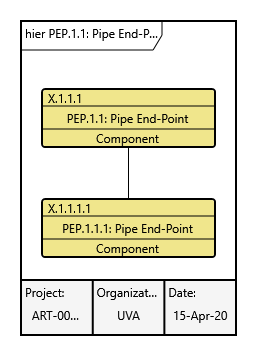 hier PEP.1.1: Pipe End-P...
X.1.1.1
PEP.1.1: Pipe End-Point
Component
X.1.1.1.1
PEP.1.1.1: Pipe End-Point
Component
Project: Organizat... Date:
ART-00... UVA 15-Apr-20